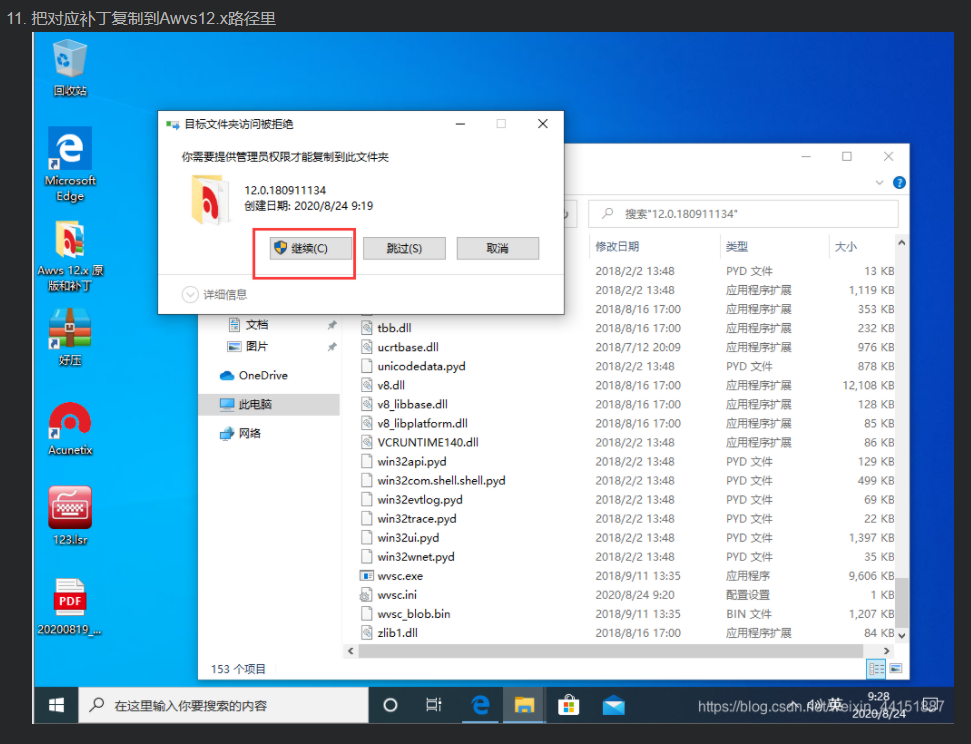 11. 把对应补丁复制到Awvs12.x路径里
回收站
Microsoft
Edge
Awvs 12.x 原
版和补丁
好压
Acunetix
123.lsr
PDF
20200819_...
目标文件夹访问被拒绝
你需要提供管理员权限才能复制到此文件夹
12.0.180911134
创建日期: 2020/8/24 9:19
继续(C) 跳过(S) 取消
详细信息
搜索"12.0.180911134"
修改日期 类型 大小
2018/2/2 13:48 PYD 文件 13 KB
2018/2/2 13:48 应用程序扩展 1,119 KB
2018/8/16 17:00 应用程序扩展 353 KB
文档
图片
OneDrive
此电脑
网络
tbb.dll 2018/8/16 17:00 应用程序扩展 232 KB
ucrtbase.dll 2018/7/12 20:09 应用程序扩展 976 KB
unicodedata.pyd 2018/2/2 13:48 PYD 文件 878 KB
v8.dll 2018/8/16 17:00 应用程序扩展 12,108 KB
v8_libbase.dll 2018/8/16 17:00 应用程序扩展 128 KB
v8_libplatform.dll 2018/8/16 17:00 应用程序扩展 85 KB
VCRUNTIME140.dll 2018/2/2 13:48 应用程序扩展 86 KB
win32api.pyd 2018/2/2 13:48 PYD 文件 129 KB
win32com.shell.shell.pyd 2018/2/2 13:48 PYD 文件 499 KB
win32evtlog.pyd 2018/2/2 13:48 PYD 文件 69 KB
win32trace.pyd 2018/2/2 13:48 PYD 文件 22 KB
win32ui.pyd 2018/2/2 13:48 PYD 文件 1,397 KB
win32wnet.pyd 2018/2/2 13:48 PYD 文件 35 KB
wvsc.exe 2018/9/11 13:35 应用程序 9,606 KB
wvsc.ini 2020/8/24 9:20 配置设置 1 KB
wvsc_blob.bin 2018/9/11 13:35 BIN 文件 1,207 KB
zlib1.dll 2018/8/16 17:00 应用程序扩展 84 KB
153 个项目
在这里输入你要搜索的内容
英
9:28
2020/8/24
https://blog.csdn.net/weixin_44151887